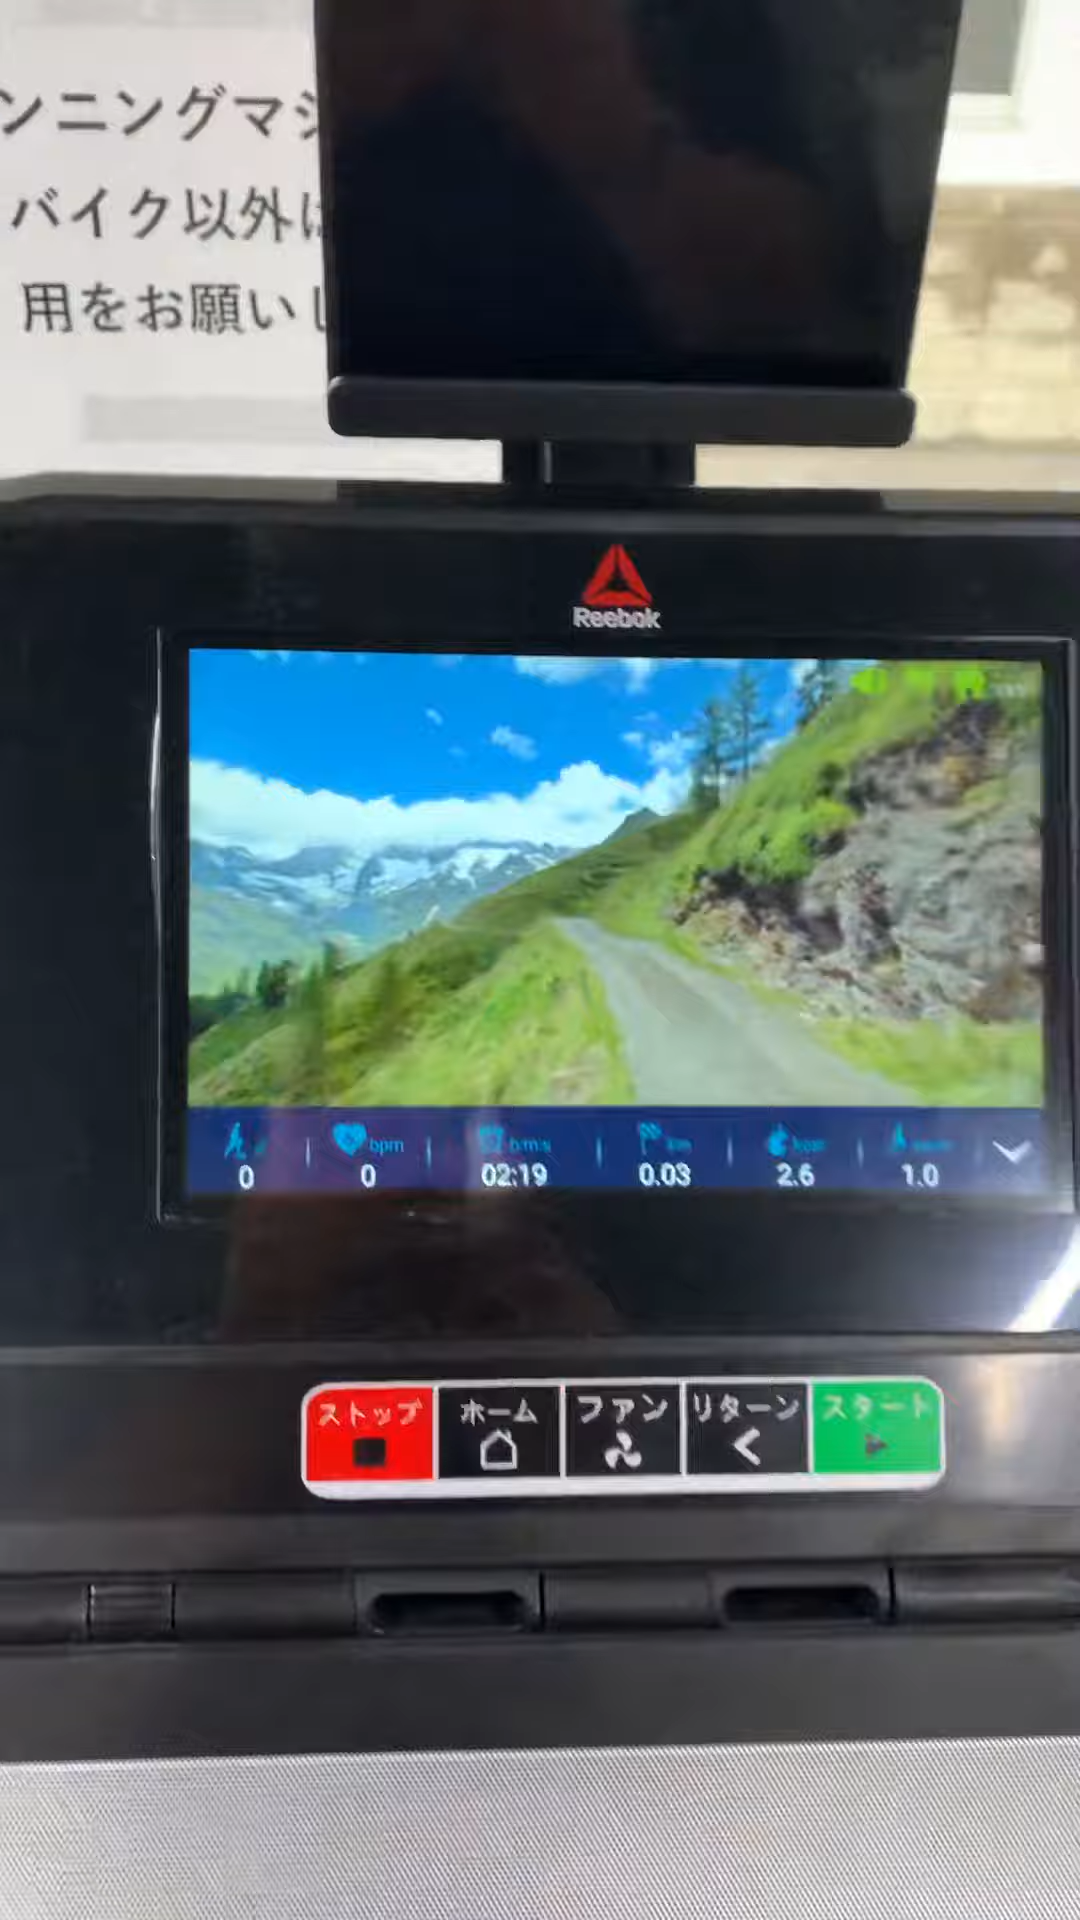 ンニングマシ
バイク以外は
用をお願いし
Reebok
bpm
0
0
02:19
0.03
2.6
1.0
ストップ
ホーム
ファン
リターン
スタート